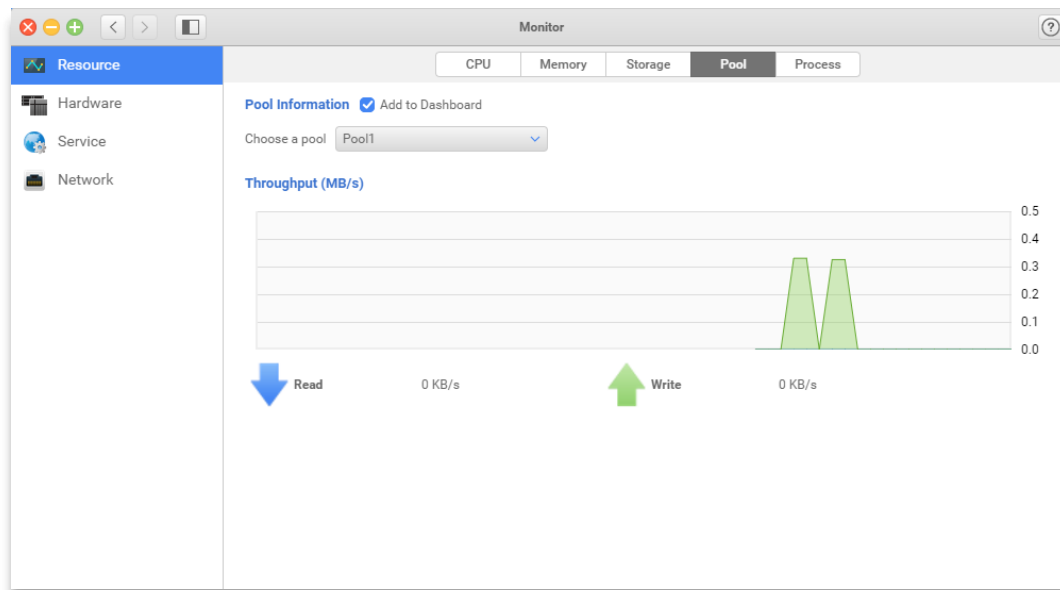 Monitor
?
Resource
Hardware
Service
Network
CPU Memory Storage Pool Process
Pool Information Add to Dashboard
Choose a pool Pool1
Throughput (MB/s)
0.5
0.4
0.3
0.2
0.1
0.0
Read 0 KB/s Write 0 KB/s